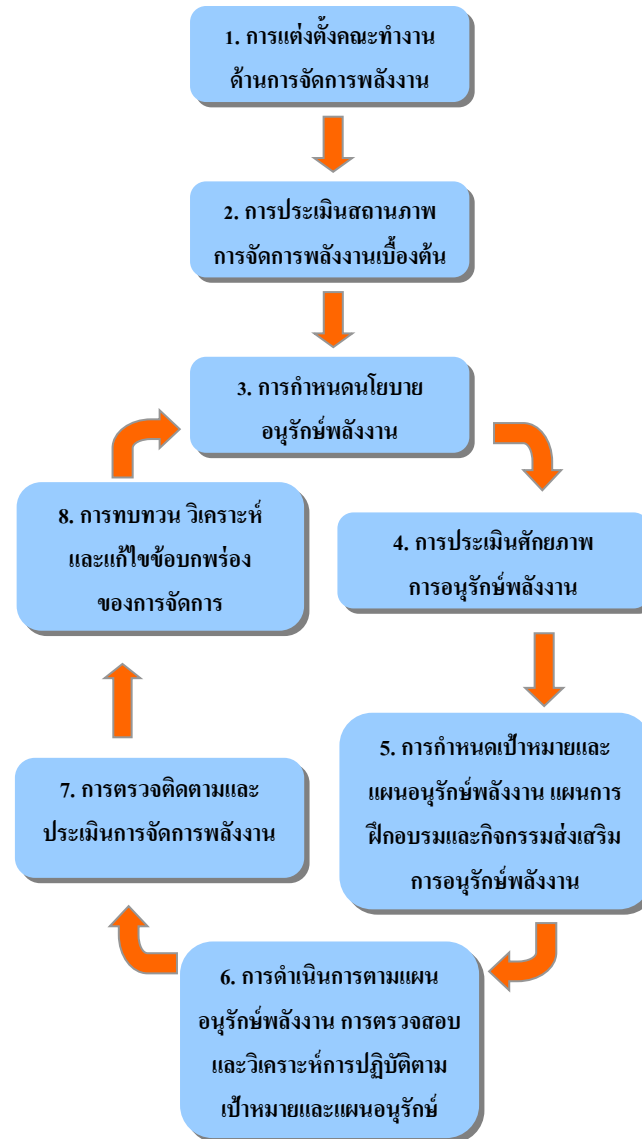 1. การแต่งตั้งคณะทำงาน
ด้านการจัดการพลังงาน
2. การประเมินสถานภาพ
การจัดการพลังงานเบื้องต้น
3. การกำหนดนโยบาย
อนุรักษ์พลังงาน
4. การประเมินศักยภาพ
การอนุรักษ์พลังงาน
5. การกำหนดเป้าหมายและ
แผนอนุรักษ์พลังงาน แผนการ
ฝึกอบรมและกิจกรรมส่งเสริม
การอนุรักษ์พลังงาน
6. การดำเนินการตามแผน
อนุรักษ์พลังงาน การตรวจสอบ
และวิเคราะห์การปฏิบัติตาม
เป้าหมายและแผนอนุรักษ์
7. การตรวจติดตามและ
ประเมินการจัดการพลังงาน
8. การทบทวน วิเคราะห์
และแก้ไขข้อบกพร่อง
ของการจัดการ